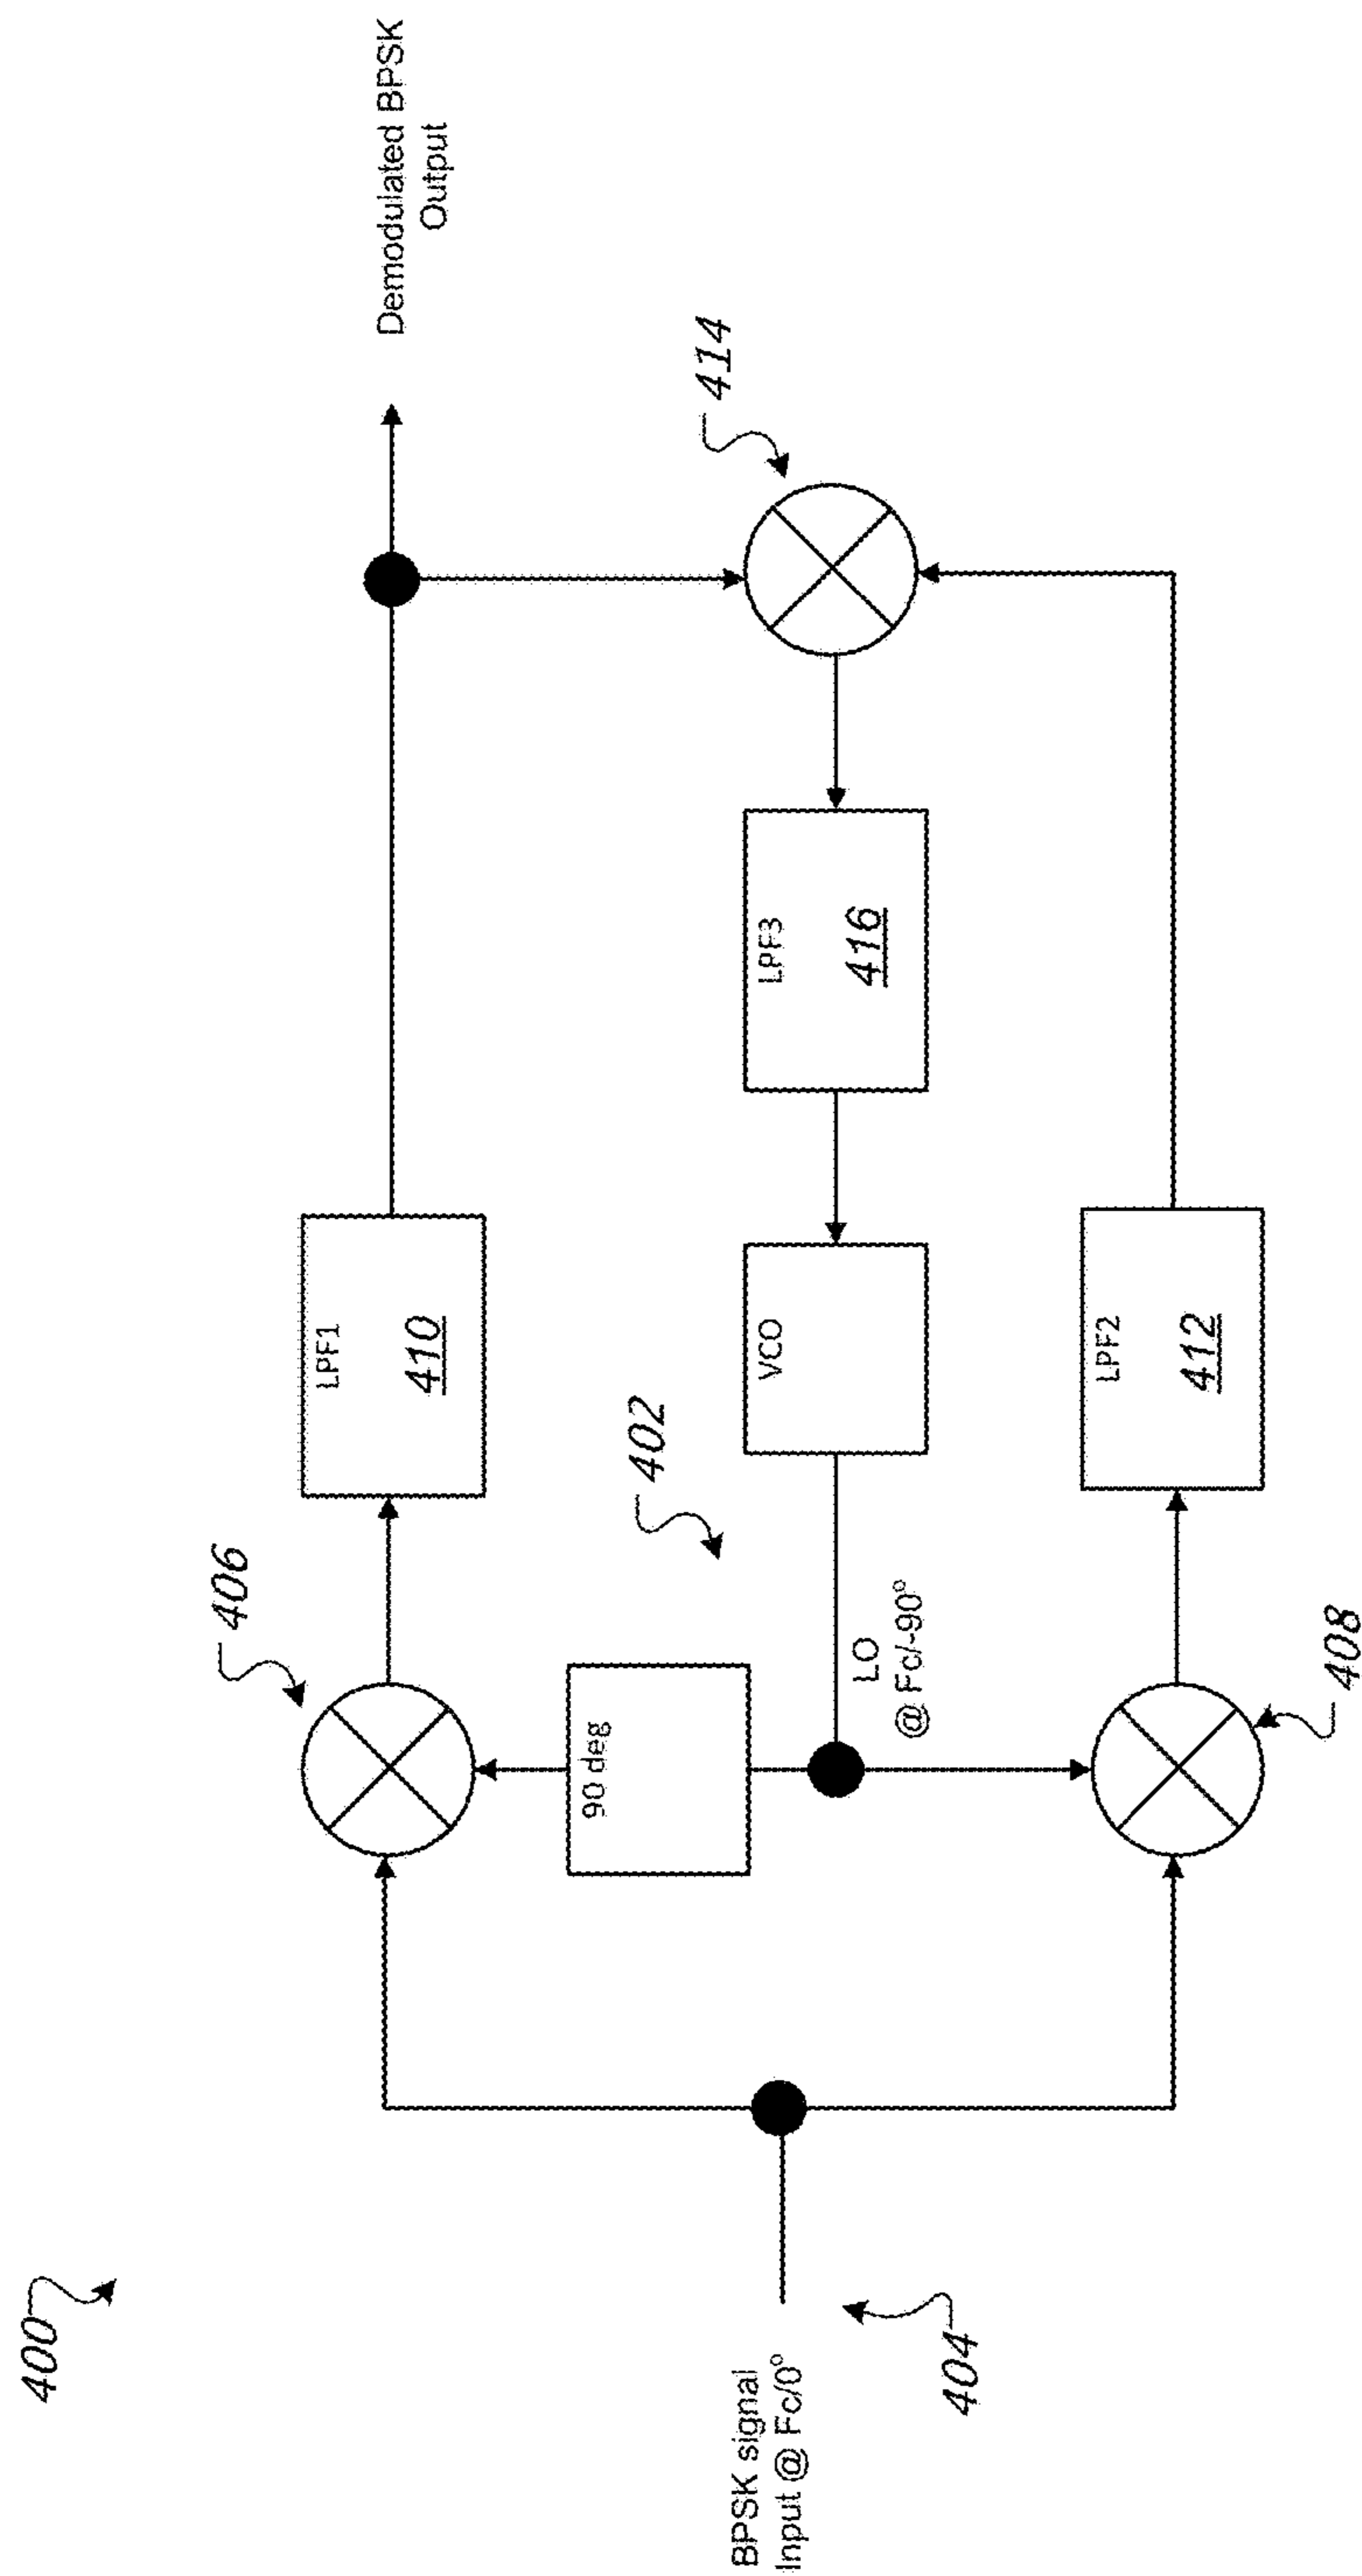 400
BPSK signal
Input @ Fc/0°
404
406
90 deg
LO
@ Fc/-90°
408
402
LPF1
410
VCO
LPF2
412
LPF3
416
414
Demodulated BPSK
Output